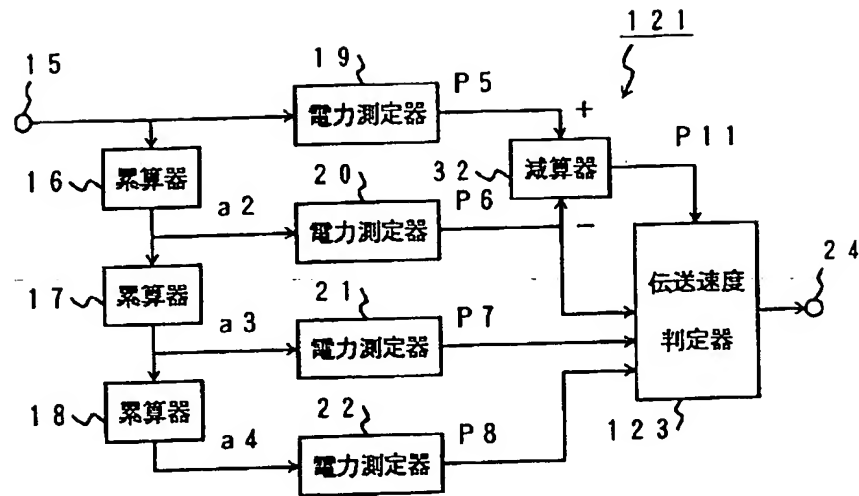 121
15
19
P5
電力測定器
+
P11
16
累算器
32
減算器
20
P6
a2
電力測定器
−
24
17
累算器
21
P7
伝送速度
判定器
a3
電力測定器
18
累算器
22
P8
123
a4
電力測定器